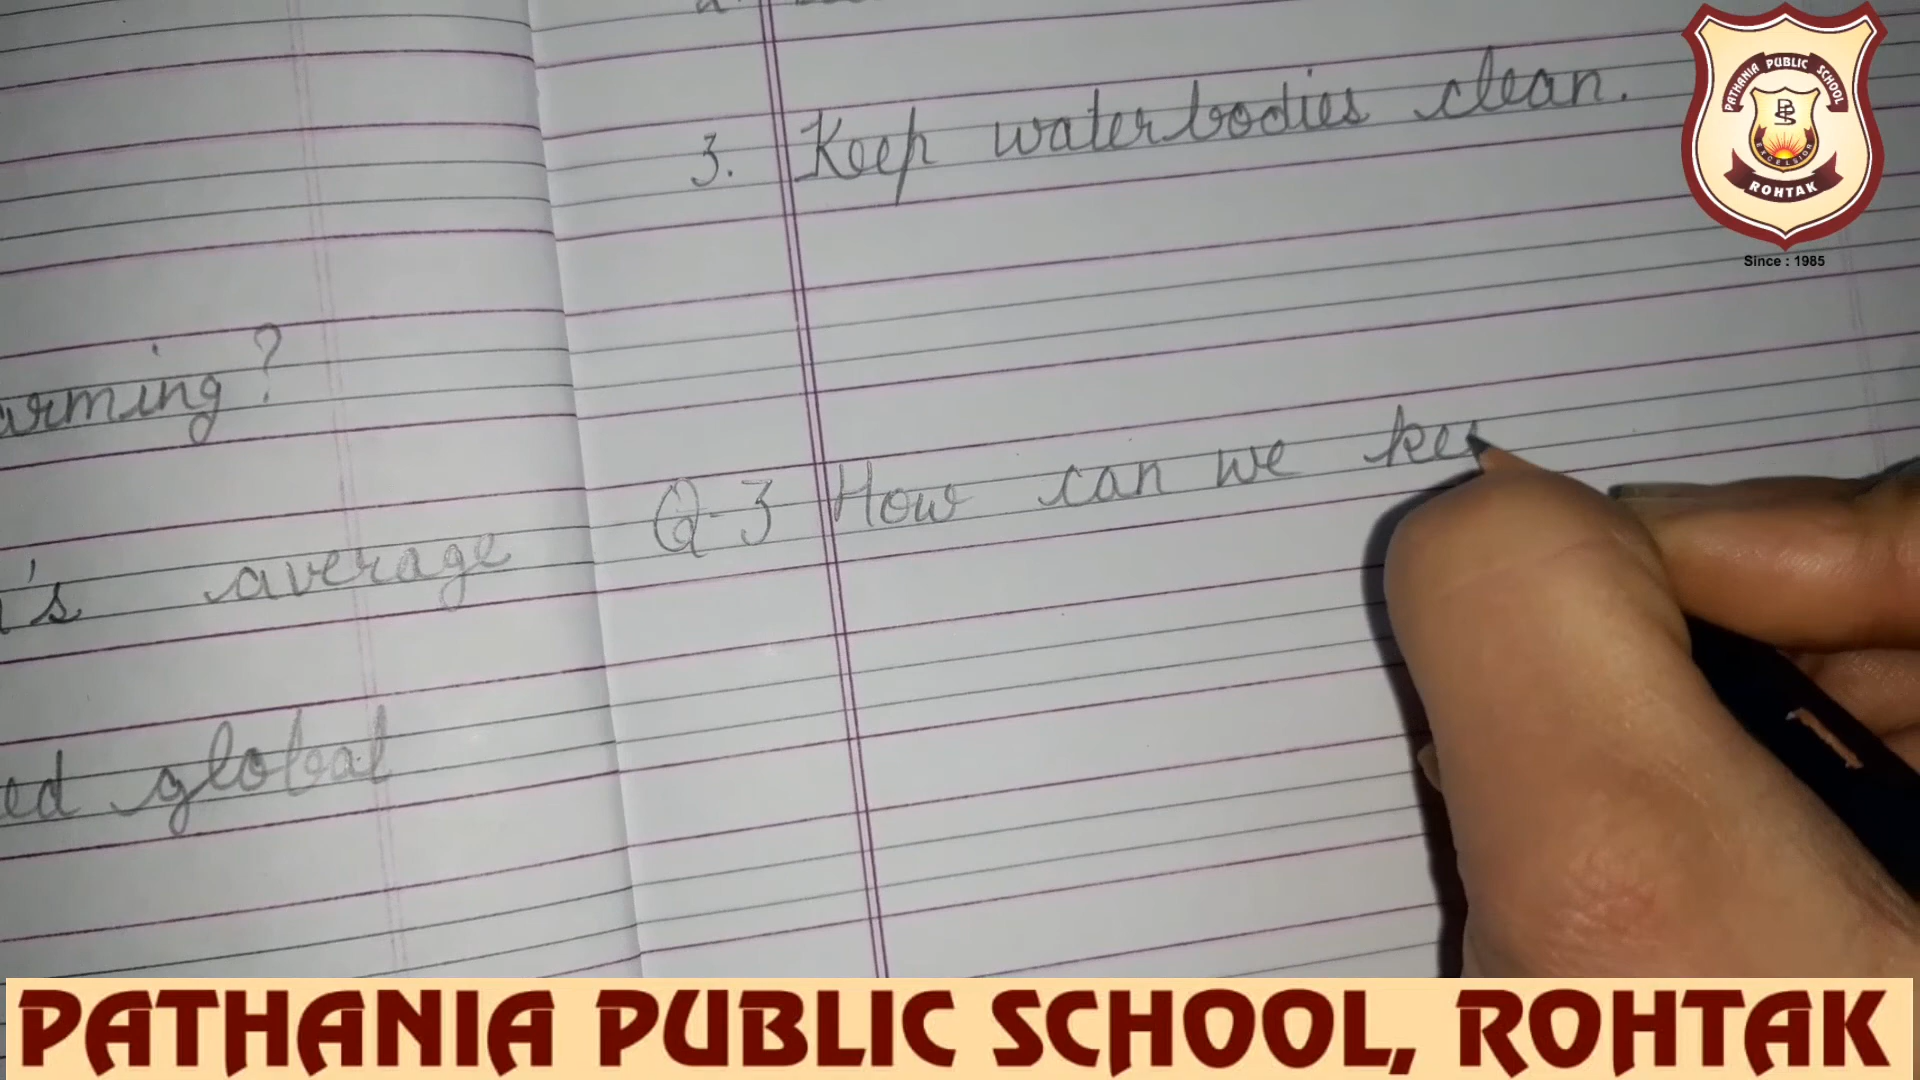 3. Keep waterbodies clean.
Q-3 How can we
arming?
's average
ed global
PATHANIA PUBLIC SCHOOL
EXCELSIOR
ROHTAK
Since : 1985
PATHANIA PUBLIC SCHOOL, ROHTAK